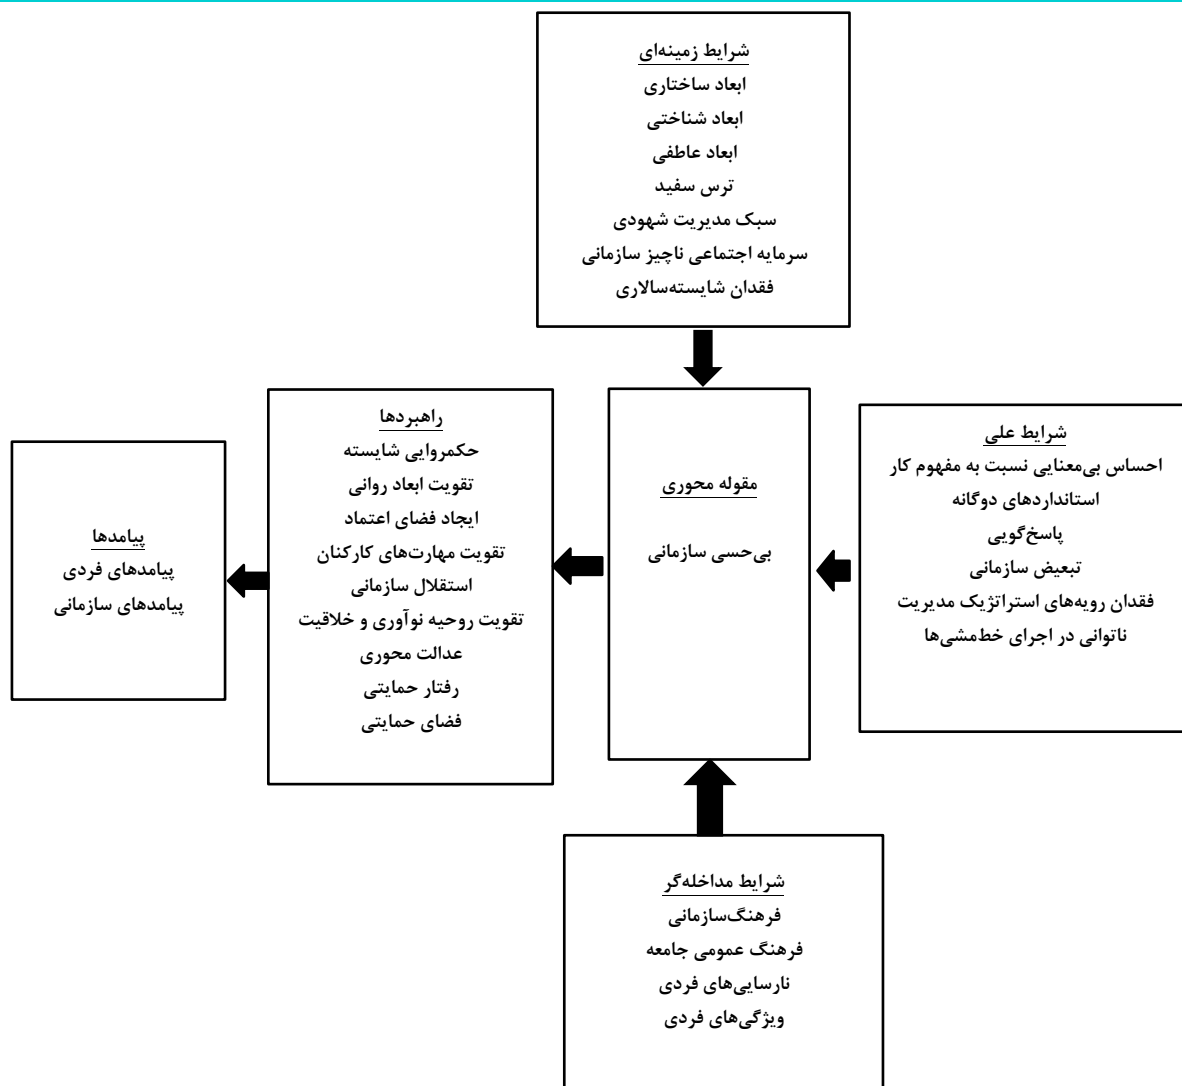 شرایط زمینه‌ای
ابعاد ساختاری
ابعاد شناختی
ابعاد عاطفی
ترس سفید
سبک مدیریت شهودی
سرمایه اجتماعی ناچیز سازمانی
فقدان شایسته‌سالاری
شرایط علی
احساس بی‌معنایی نسبت به مفهوم کار
استانداردهای دوگانه
پاسخ‌گویی
تبعیض سازمانی
فقدان رویه‌های استراتژیک مدیریت
ناتوانی در اجرای خط‌مشی‌ها
مقوله محوری
بی‌حسی سازمانی
راهبردها
حکمروایی شایسته
تقویت ابعاد روانی
ایجاد فضای اعتماد
تقویت مهارت‌های کارکنان
استقلال سازمانی
تقویت روحیه نوآوری و خلاقیت
عدالت محوری
رفتار حمایتی
فضای حمایتی
پیامدها
پیامدهای فردی
پیامدهای سازمانی
شرایط مداخله‌گر
فرهنگ‌سازمانی
فرهنگ عمومی جامعه
نارسایی‌های فردی
ویژگی‌های فردی